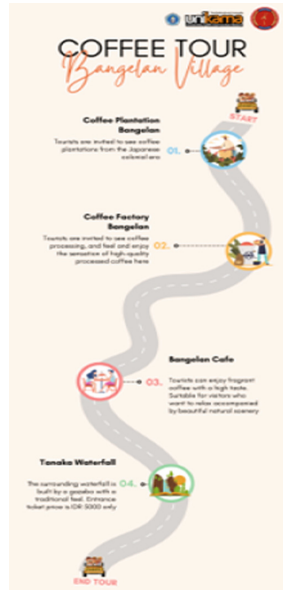 unikama
COFFEE TOUR
Bangelan Village
START
Coffee Plantation
Bangelan
Tourists are invited to see coffee
plantations from the Japanese
colonial era
01.
Coffee Factory
Bangelan
Tourists are invited to see coffee
processing, and feel and enjoy
the sensation of high-quality
processed coffee here
02.
Bangelan Cafe
03.
Tourists can enjoy fragrant
coffee with a high taste.
Suitable for visitors who
want to relax accompanied
by beautiful natural scenery
Tanaka Waterfall
The surrounding waterfall is
built by a gazebo with a
traditional feel. Entrance
ticket price is IDR 5000 only
04.
END TOUR